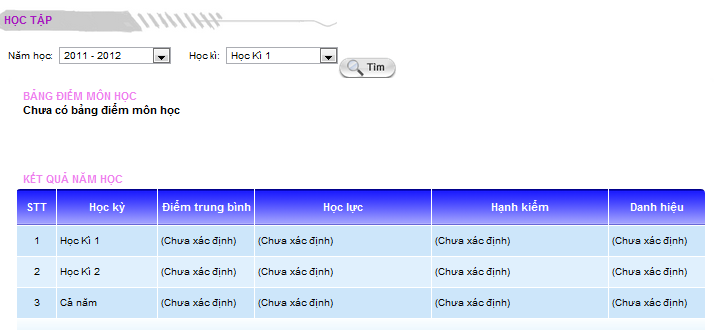 HỌC TẬP
Năm học: 2011 - 2012 Học kì: Học Kì 1 Tìm
BẢNG ĐIỂM MÔN HỌC
Chưa có bảng điểm môn học
KẾT QUẢ NĂM HỌC
STT Học kỳ Điểm trung bình Học lực Hạnh kiểm Danh hiệu
1 Học Kì 1 (Chưa xác định) (Chưa xác định) (Chưa xác định) (Chưa xác định)
2 Học Kì 2 (Chưa xác định) (Chưa xác định) (Chưa xác định) (Chưa xác định)
3 Cả năm (Chưa xác định) (Chưa xác định) (Chưa xác định) (Chưa xác định)